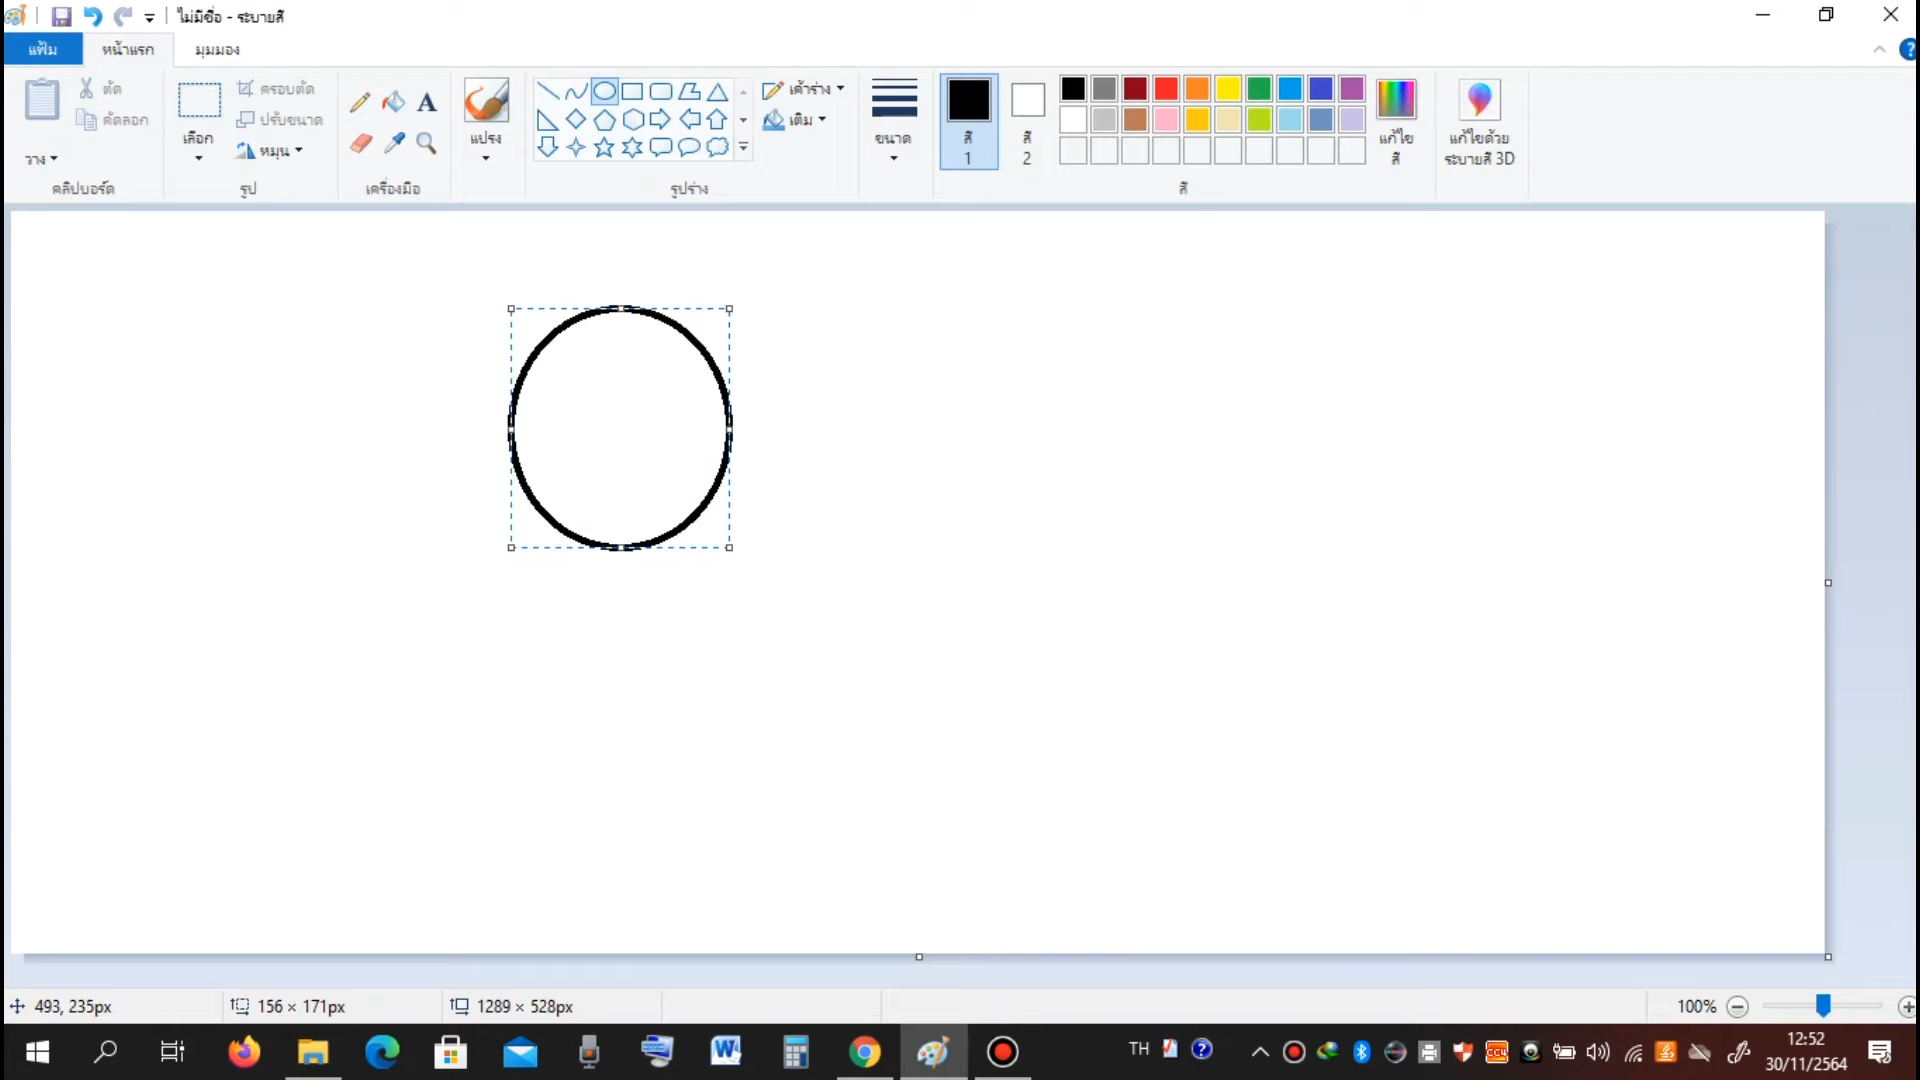 ไม่มีชื่อ - ระบายสี
แฟ้ม หน้าแรก มุมมอง
วาง
ตัด
คัดลอก
คลิปบอร์ด
เลือก
ครอบตัด
ปรับขนาด
หมุน
รูป
A
เครื่องมือ
แปรง
เค้าร่าง
เติม
รูปร่าง
ขนาด
สี
1
สี
2
แก้ไข
สี
สี
แก้ไขด้วย
ระบายสี 3D
493, 235px
156 × 171px
1289 × 528px
100%
TH
12:52
30/11/2564